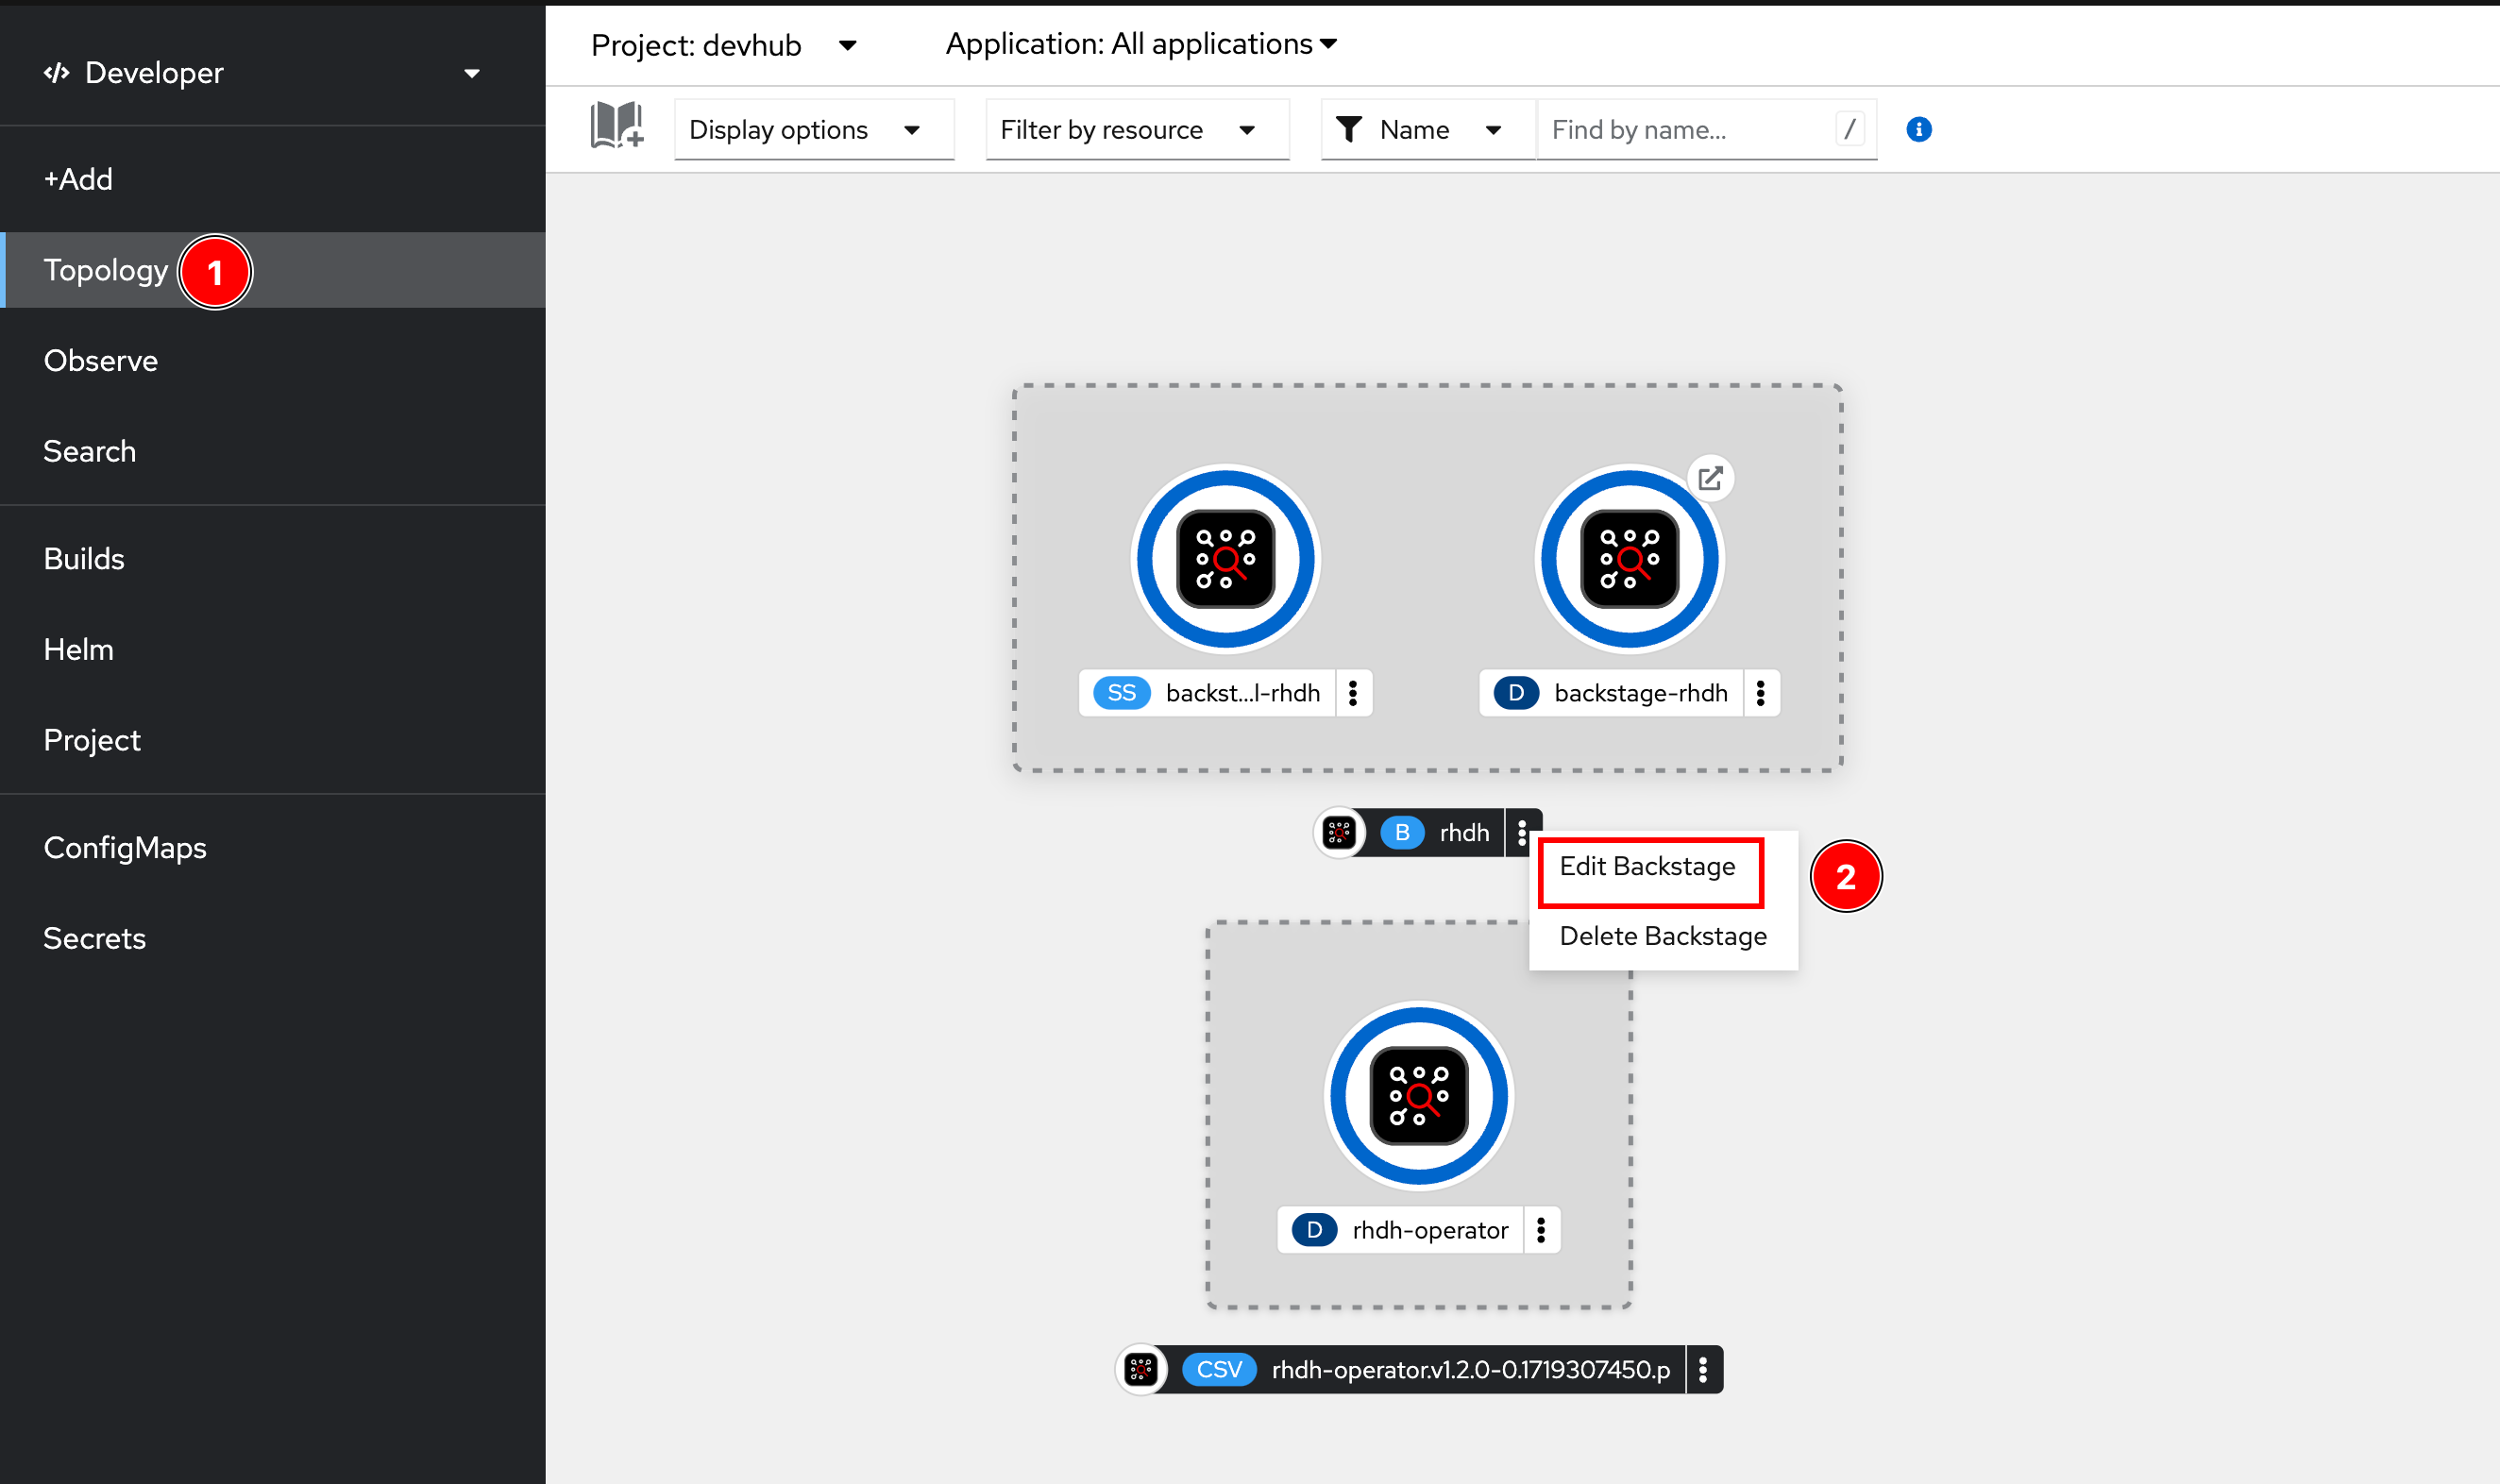 Developer
+Add
Topology 1
Observe
Search
Builds
Helm
Project
ConfigMaps
Secrets
Project: devhub
Application: All applications
Display options
Filter by resource
Name
Find by name...
/
SS backst...l-rhdh
D backstage-rhdh
B rhdh
Edit Backstage
2
Delete Backstage
D rhdh-operator
CSV rhdh-operator.v1.2.0-0.1719307450.p